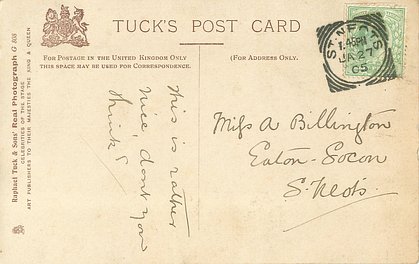 TUCK'S POST CARD
FOR POSTAGE IN THE UNITED KINGDOM ONLY
THIS SPACE MAY BE USED FOR CORRESPONDENCE.
(FOR ADDRESS ONLY.)
Raphael Tuck & Sons' Real Photograph G
CELEBRITIES OF THE STAGE
ART PUBLISHERS TO THEIR MAJESTIES THE KING & QUEEN
ST NEOTS
JA 2
05
This is rather
nice, dont you
think?
Miss A Billington
Eaton-Socon
S. Neots.